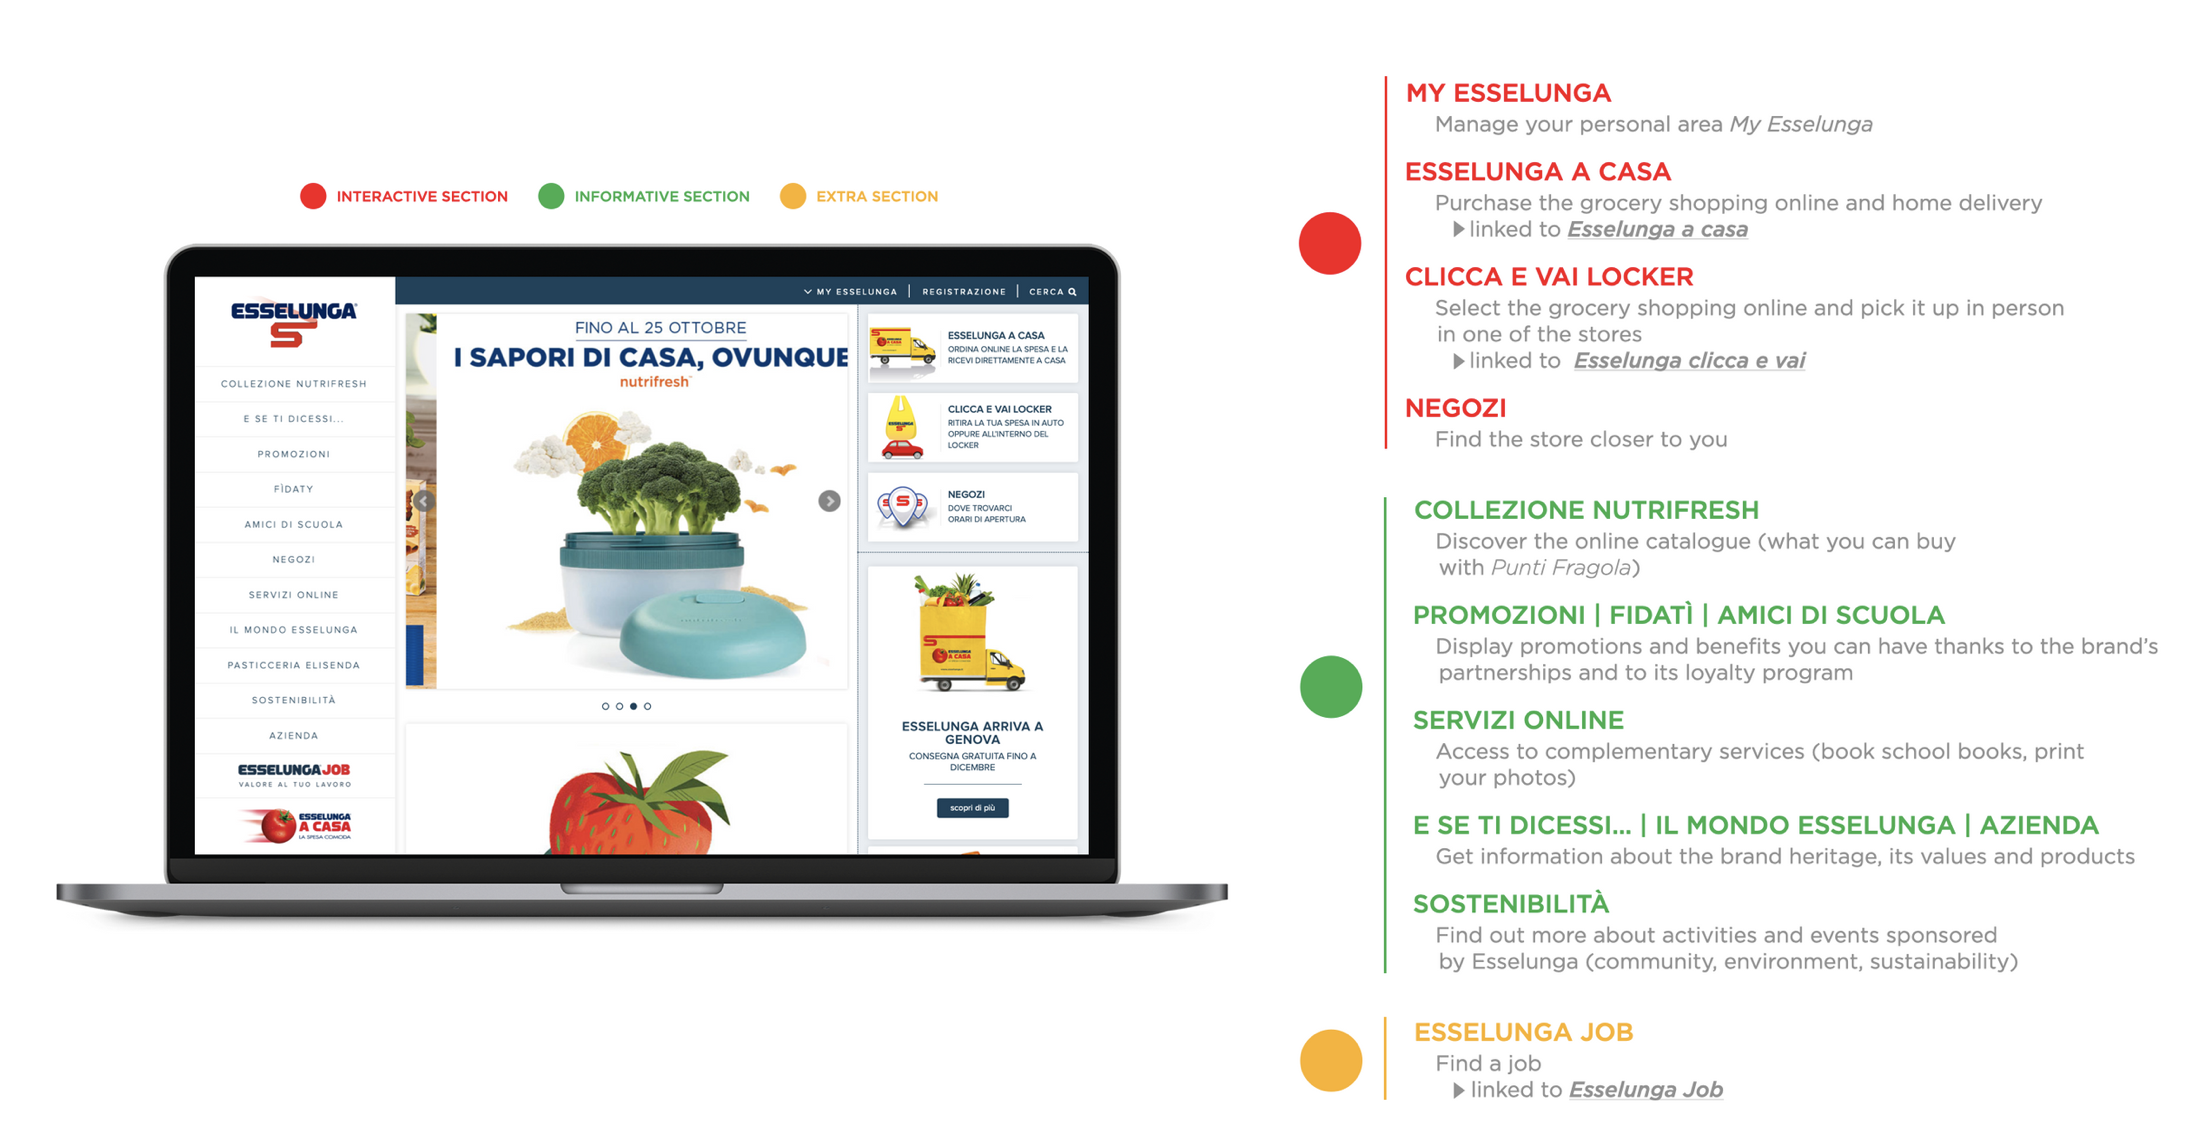 INTERACTIVE SECTION
INFORMATIVE SECTION
EXTRA SECTION
ESSELUNGA
S
MY ESSELUNGA
REGISTRAZIONE
CERCA
COLLEZIONE NUTRIFRESH
E SE TI DICESSI...
PROMOZIONI
FÌDATY
AMICI DI SCUOLA
NEGOZI
SERVIZI ONLINE
IL MONDO ESSELUNGA
PASTICCERIA ELISENDA
SOSTENIBILITÀ
AZIENDA
ESSELUNGA JOB
VALORE AL TUO LAVORO
ESSELUNGA
A CASA
LA SPESA COMODA
FINO AL 25 OTTOBRE
I SAPORI DI CASA, OVUNQUE
nutrifresh
ESSELUNGA A CASA
ORDINA ONLINE LA SPESA E LA
RICEVI DIRETTAMENTE A CASA
CLICCA E VAI LOCKER
RITIRA LA TUA SPESA IN AUTO
OPPURE ALL'INTERNO DEL
LOCKER
NEGOZI
DOVE TROVARCI
ORARI DI APERTURA
ESSELUNGA
A CASA
ESSELUNGA ARRIVA A
GENOVA
CONSEGNA GRATUITA FINO A
DICEMBRE
scopri di più
MY ESSELUNGA
Manage your personal area My Esselunga
ESSELUNGA A CASA
Purchase the grocery shopping online and home delivery
linked to Esselunga a casa
CLICCA E VAI LOCKER
Select the grocery shopping online and pick it up in person
in one of the stores
linked to Esselunga clicca e vai
NEGOZI
Find the store closer to you
COLLEZIONE NUTRIFRESH
Discover the online catalogue (what you can buy
with Punti Fragola)
PROMOZIONI | FIDATÌ | AMICI DI SCUOLA
Display promotions and benefits you can have thanks to the brand's
partnerships and to its loyalty program
SERVIZI ONLINE
Access to complementary services (book school books, print
your photos)
E SE TI DICESSI... | IL MONDO ESSELUNGA | AZIENDA
Get information about the brand heritage, its values and products
SOSTENIBILITÀ
Find out more about activities and events sponsored
by Esselunga (community, environment, sustainability)
ESSELUNGA JOB
Find a job
linked to Esselunga Job